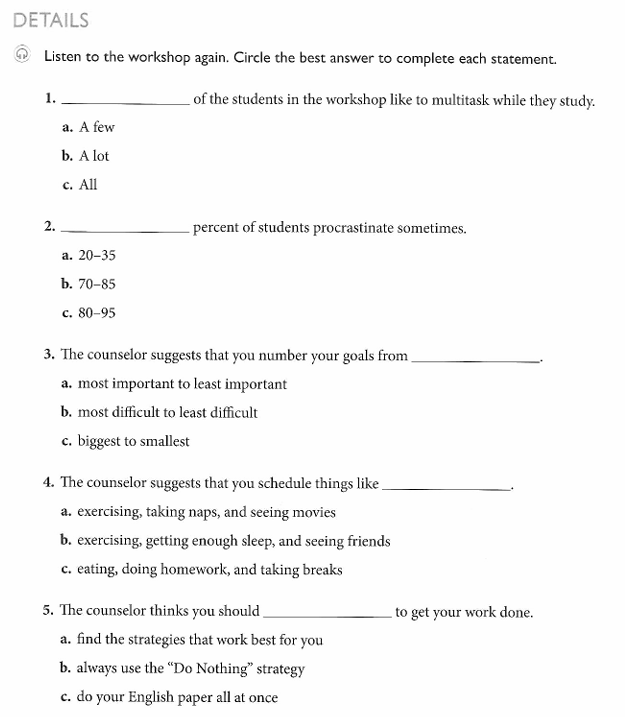 DETAILS
Listen to the workshop again. Circle the best answer to complete each statement.
1. ________________ of the students in the workshop like to multitask while they study.
a. A few
b. A lot
c. All
2. ________________ percent of students procrastinate sometimes.
a. 20–35
b. 70–85
c. 80–95
3. The counselor suggests that you number your goals from ________________.
a. most important to least important
b. most difficult to least difficult
c. biggest to smallest
4. The counselor suggests that you schedule things like ________________.
a. exercising, taking naps, and seeing movies
b. exercising, getting enough sleep, and seeing friends
c. eating, doing homework, and taking breaks
5. The counselor thinks you should ________________ to get your work done.
a. find the strategies that work best for you
b. always use the “Do Nothing” strategy
c. do your English paper all at once